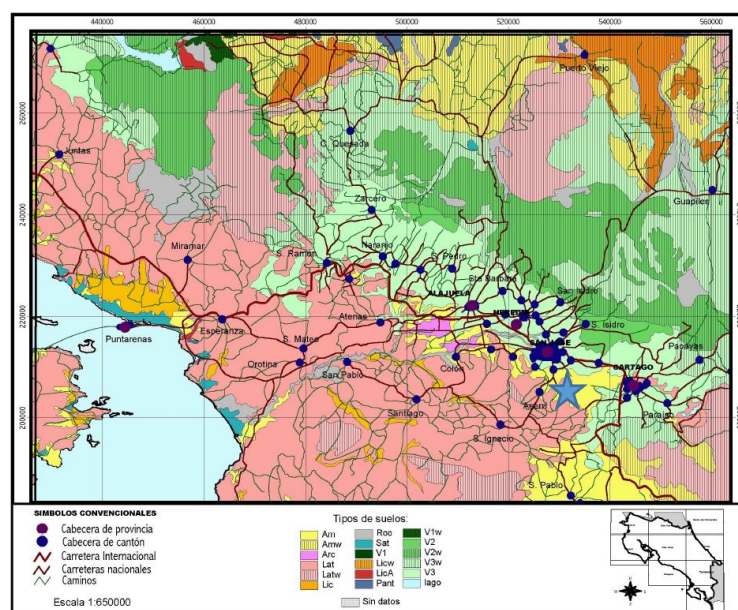 440000 460000 480000 500000 520000 540000 560000
Puerto Viejo
260000
C. Quesada
Juntas
Guapiles
240000
Zarcero
Miramar
S. Ramon
Naranjo
S. Pedro
Sta Barbara
San Isidro
ALAJUELA
HEREDIA
220000
Esperanza
Atenas
S. Isidro
Puntarenas
S. Mateo
SAN JOSE
Pacayas
Orotina
San Pablo
Colón
CARTAGO
200000
Santiago
Aserri
Paraiso
S. Ignacio
S. Pablo
SIMBOLOS CONVENCIONALES
Cabecera de provincia
Cabecera de cantón
Carretera Internacional
Carreteras nacionales
Caminos
Escala 1:650000
Tipos de suelos:
Am Roo V1w
Amw Sat V2
Arc V1 V2w
Lat Licw V3w
Latw LicA V3
Lic Pant lago
Sin datos